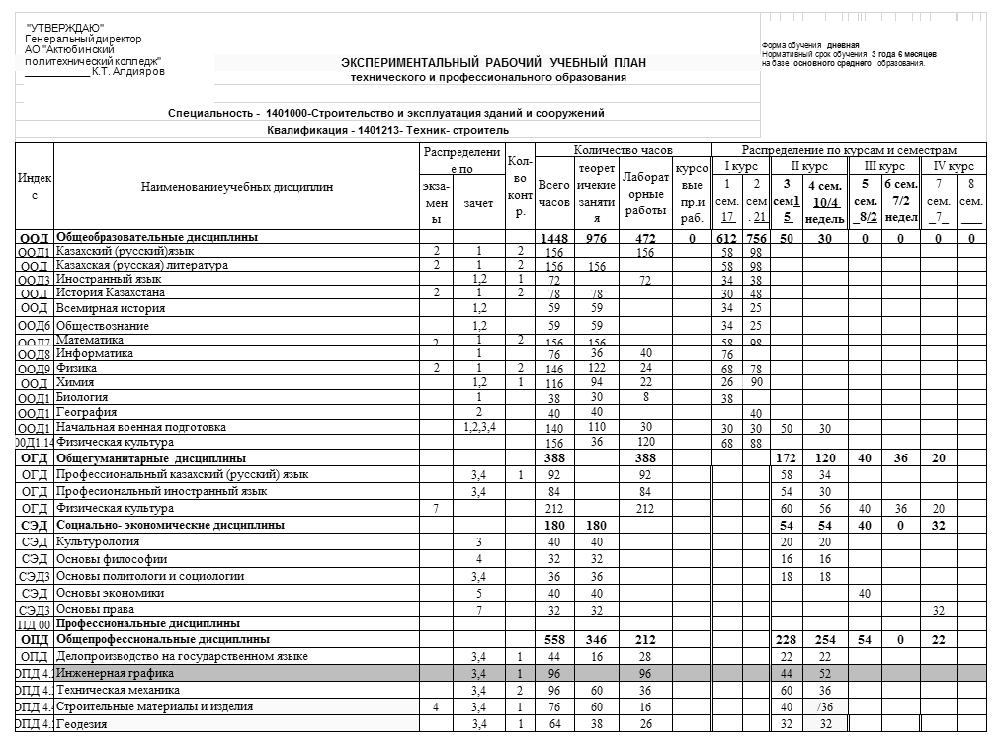 "УТВЕРЖДАЮ"
Генеральный директор
АО "Актюбинский
политехнический колледж"
___________ К.Т. Алдияров
Форма обучения дневная
Нормативный срок обучения 3 года 6 месяцев
на базе основного среднего образования.
ЭКСПЕРИМЕНТАЛЬНЫЙ РАБОЧИЙ УЧЕБНЫЙ ПЛАН
технического и профессионального образования
Специальность - 1401000-Строительство и эксплуатация зданий и сооружений
Квалификация - 1401213- Техник- строитель
Индекс Наименованиеучебных дисциплин Распределение по Кол-во контр. Количество часов Распределение по курсам и семестрам
экзамены зачет Всего часов теоретичекие занятия Лабораторные работы курсовые пр.и раб. I курс II курс III курс IV курс
1 сем. 17 2 сем. 21 3 сем15 4 сем. 10/4 недель 5 сем. _8/2 6 сем. _7/2_ недел 7 сем. _7_ 8 сем. ___
ООД Общеобразовательные дисциплины 1448 976 472 0 612 756 50 30 0 0 0 0
ООД1 Казахский (русский)язык 2 1 2 156 156 58 98
ООД Казахская (русская) литература 2 1 2 156 156 58 98
ООД3 Иностранный язык 1,2 1 72 72 34 38
ООД История Казахстана 2 1 2 78 78 30 48
ООД Всемирная история 1,2 59 59 34 25
ООД6 Обществознание 1,2 59 59 34 25
ООД7 Математика 2 1 2 156 156 58 98
ООД8 Информатика 1 76 36 40 76
ООД9 Физика 2 1 2 146 122 24 68 78
ООД Химия 1,2 1 116 94 22 26 90
ООД1 Биология 1 38 30 8 38
ООД1 География 2 40 40 40
ООД1 Начальная военная подготовка 1,2,3,4 140 110 30 30 30 50 30
ООД1.14 Физическая культура 156 36 120 68 88
ОГД Общегуманитарные дисциплины 388 388 172 120 40 36 20
ОГД Профессиональный казахский (русский) язык 3,4 1 92 92 58 34
ОГД Професиональный иностранный язык 3,4 84 84 54 30
ОГД Физическая культура 7 212 212 60 56 40 36 20
СЭД Социально- экономические дисциплины 180 180 54 54 40 0 32
СЭД Культурология 3 40 40 20 20
СЭД Основы философии 4 32 32 16 16
СЭД3 Основы политологи и социологии 3,4 36 36 18 18
СЭД Основы экономики 5 40 40 40
СЭД3 Основы права 7 32 32 32
ПД 00 Профессиональные дисциплины
ОПД Общепрофессиональные дисциплины 558 346 212 228 254 54 0 22
ОПД Делопроизводство на государственном языке 3,4 1 44 16 28 22 22
ОПД 4. Инженерная графика 3,4 1 96 96 44 52
ОПД 4. Техническая механика 3,4 2 96 60 36 60 36
ОПД 4. Строительные материалы и изделия 4 3,4 1 76 60 16 40 /36
ОПД 4. Геодезия 3,4 1 64 38 26 32 32